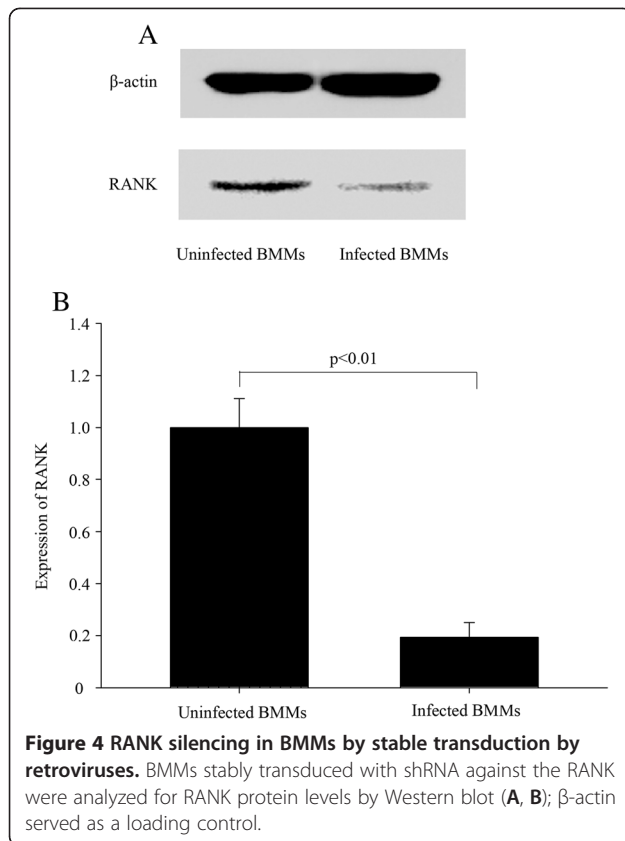 A
β-actin
RANK
Uninfected BMMs Infected BMMs
B
1.4
1.2
1.0
0.8
0.6
0.4
0.2
0
Expression of RANK
p<0.01
Uninfected BMMs Infected BMMs
Figure 4 RANK silencing in BMMs by stable transduction by
retroviruses. BMMs stably transduced with shRNA against the RANK
were analyzed for RANK protein levels by Western blot (A, B); β-actin
served as a loading control.